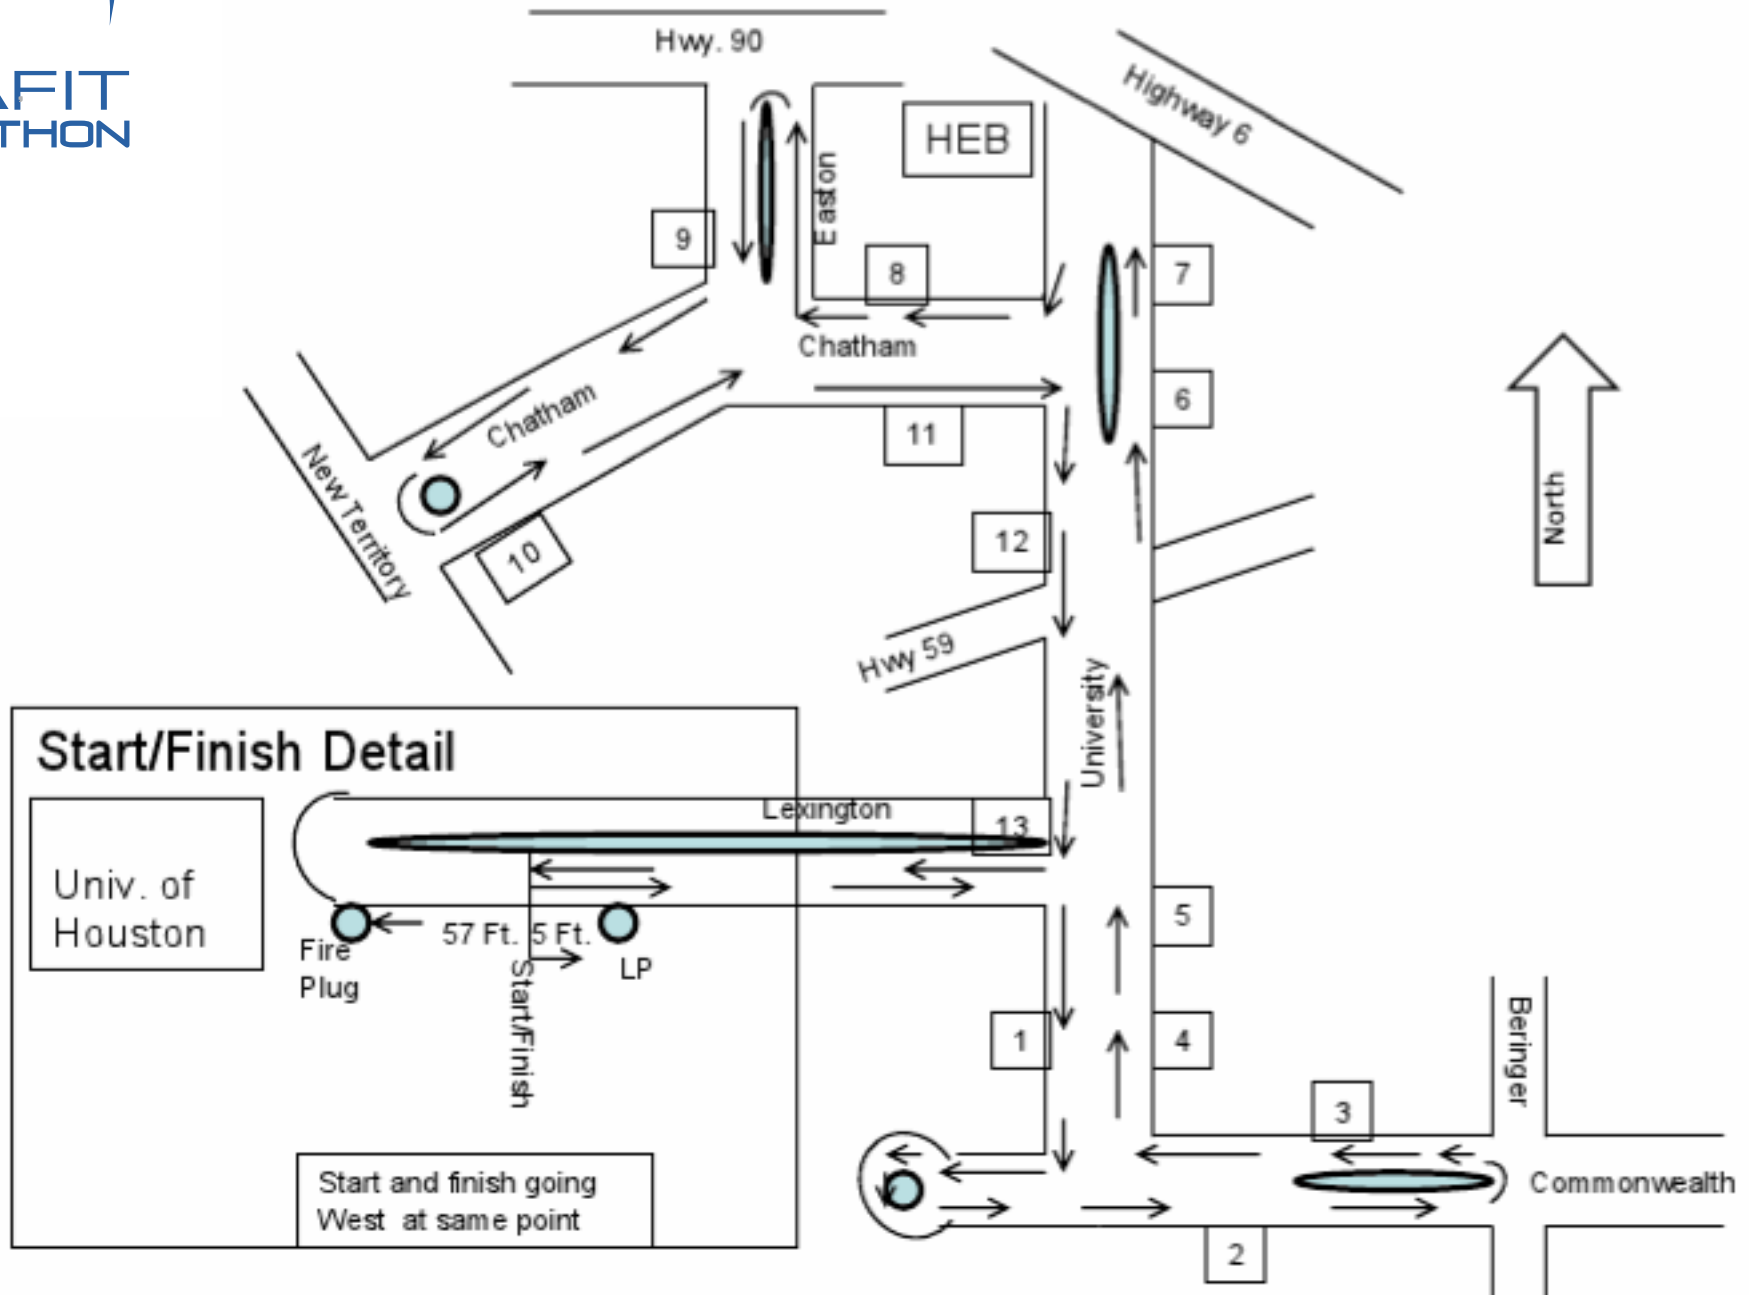 FIT
THON
Hwy. 90
Highway 6
HEB
Easton
9
8
7
Chatham
6
Chatham
11
North
New Territory
10
12
Hwy 59
University
Start/Finish Detail
Lexington
13
Univ. of
Houston
57 Ft. 5 Ft.
Fire
Plug
LP
Start/Finish
5
1
4
Beringer
3
Start and finish going
West at same point
Commonwealth
2